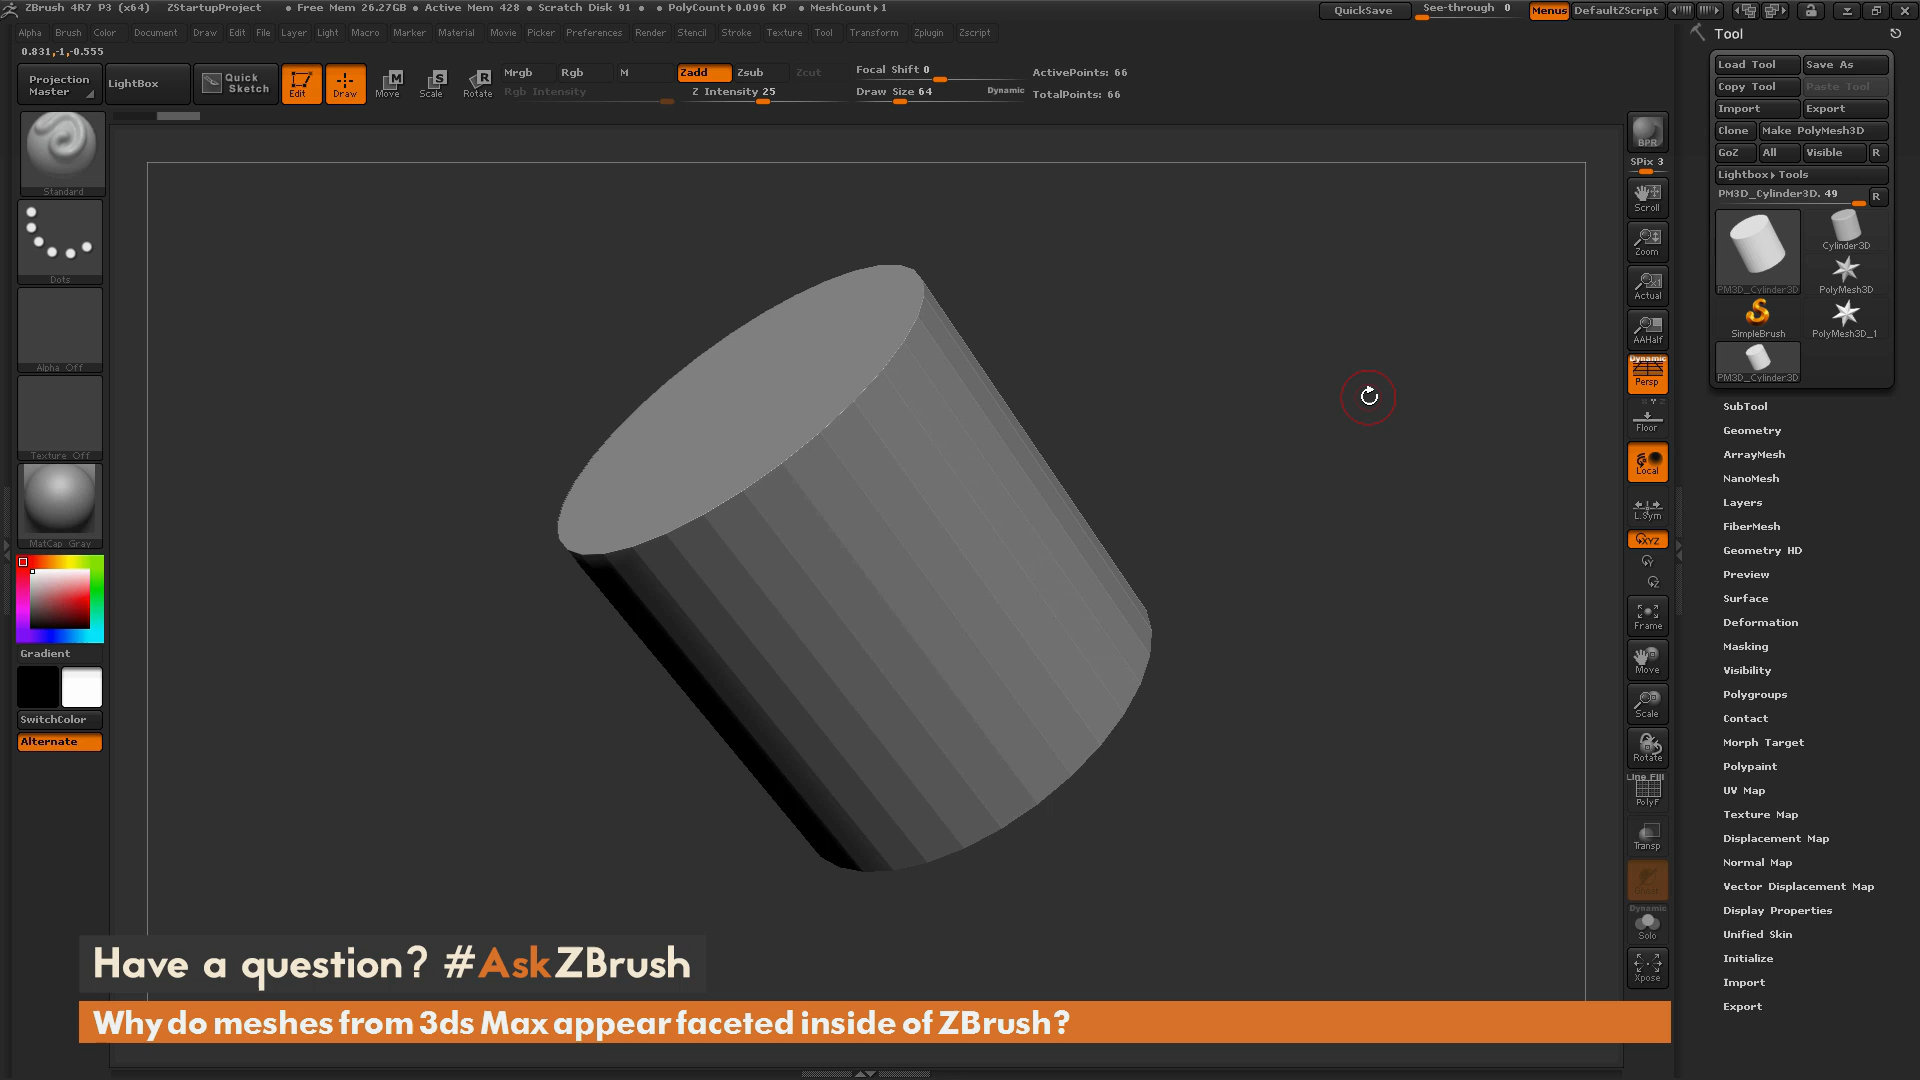 ZBrush 4R7 P3 (x64) ZStartupProject • Free Mem 26.27GB • Active Mem 428 • Scratch Disk 91 • • PolyCount▸0.096 KP • MeshCount▸1 QuickSave See-through 0 Menus DefaultZScript
Alpha Brush Color Document Draw Edit File Layer Light Macro Marker Material Movie Picker Preferences Render Stencil Stroke Texture Tool Transform Zplugin Zscript
0.831,-1,-0.555
Projection Master
LightBox
Quick Sketch
Edit
Draw
Move
Scale
Rotate
Mrgb Rgb M
Rgb Intensity
Zadd Zsub Zcut
Z Intensity 25
Focal Shift 0
Draw Size 64 Dynamic
ActivePoints: 66
TotalPoints: 66
Standard
Dots
Alpha Off
Texture Off
MatCap Gray
Gradient
SwitchColor
Alternate
BPR
SPix 3
Scroll
Zoom
Actual
AAHalf
Dynamic
Persp
Floor
Local
L.Sym
XYZ
Y
Z
Frame
Move
Scale
Rotate
Line Fill
PolyF
Transp
Ghost
Dynamic
Solo
Xpose
Tool
Load Tool Save As
Copy Tool Paste Tool
Import Export
Clone Make PolyMesh3D
GoZ All Visible R
Lightbox▸Tools
PM3D_Cylinder3D. 49 R
PM3D_Cylinder3D
Cylinder3D
PolyMesh3D
SimpleBrush
PolyMesh3D_1
PM3D_Cylinder3D
SubTool
Geometry
ArrayMesh
NanoMesh
Layers
FiberMesh
Geometry HD
Preview
Surface
Deformation
Masking
Visibility
Polygroups
Contact
Morph Target
Polypaint
UV Map
Texture Map
Displacement Map
Normal Map
Vector Displacement Map
Display Properties
Unified Skin
Initialize
Import
Export
Have a question? #AskZBrush
Why do meshes from 3ds Max appear faceted inside of ZBrush?